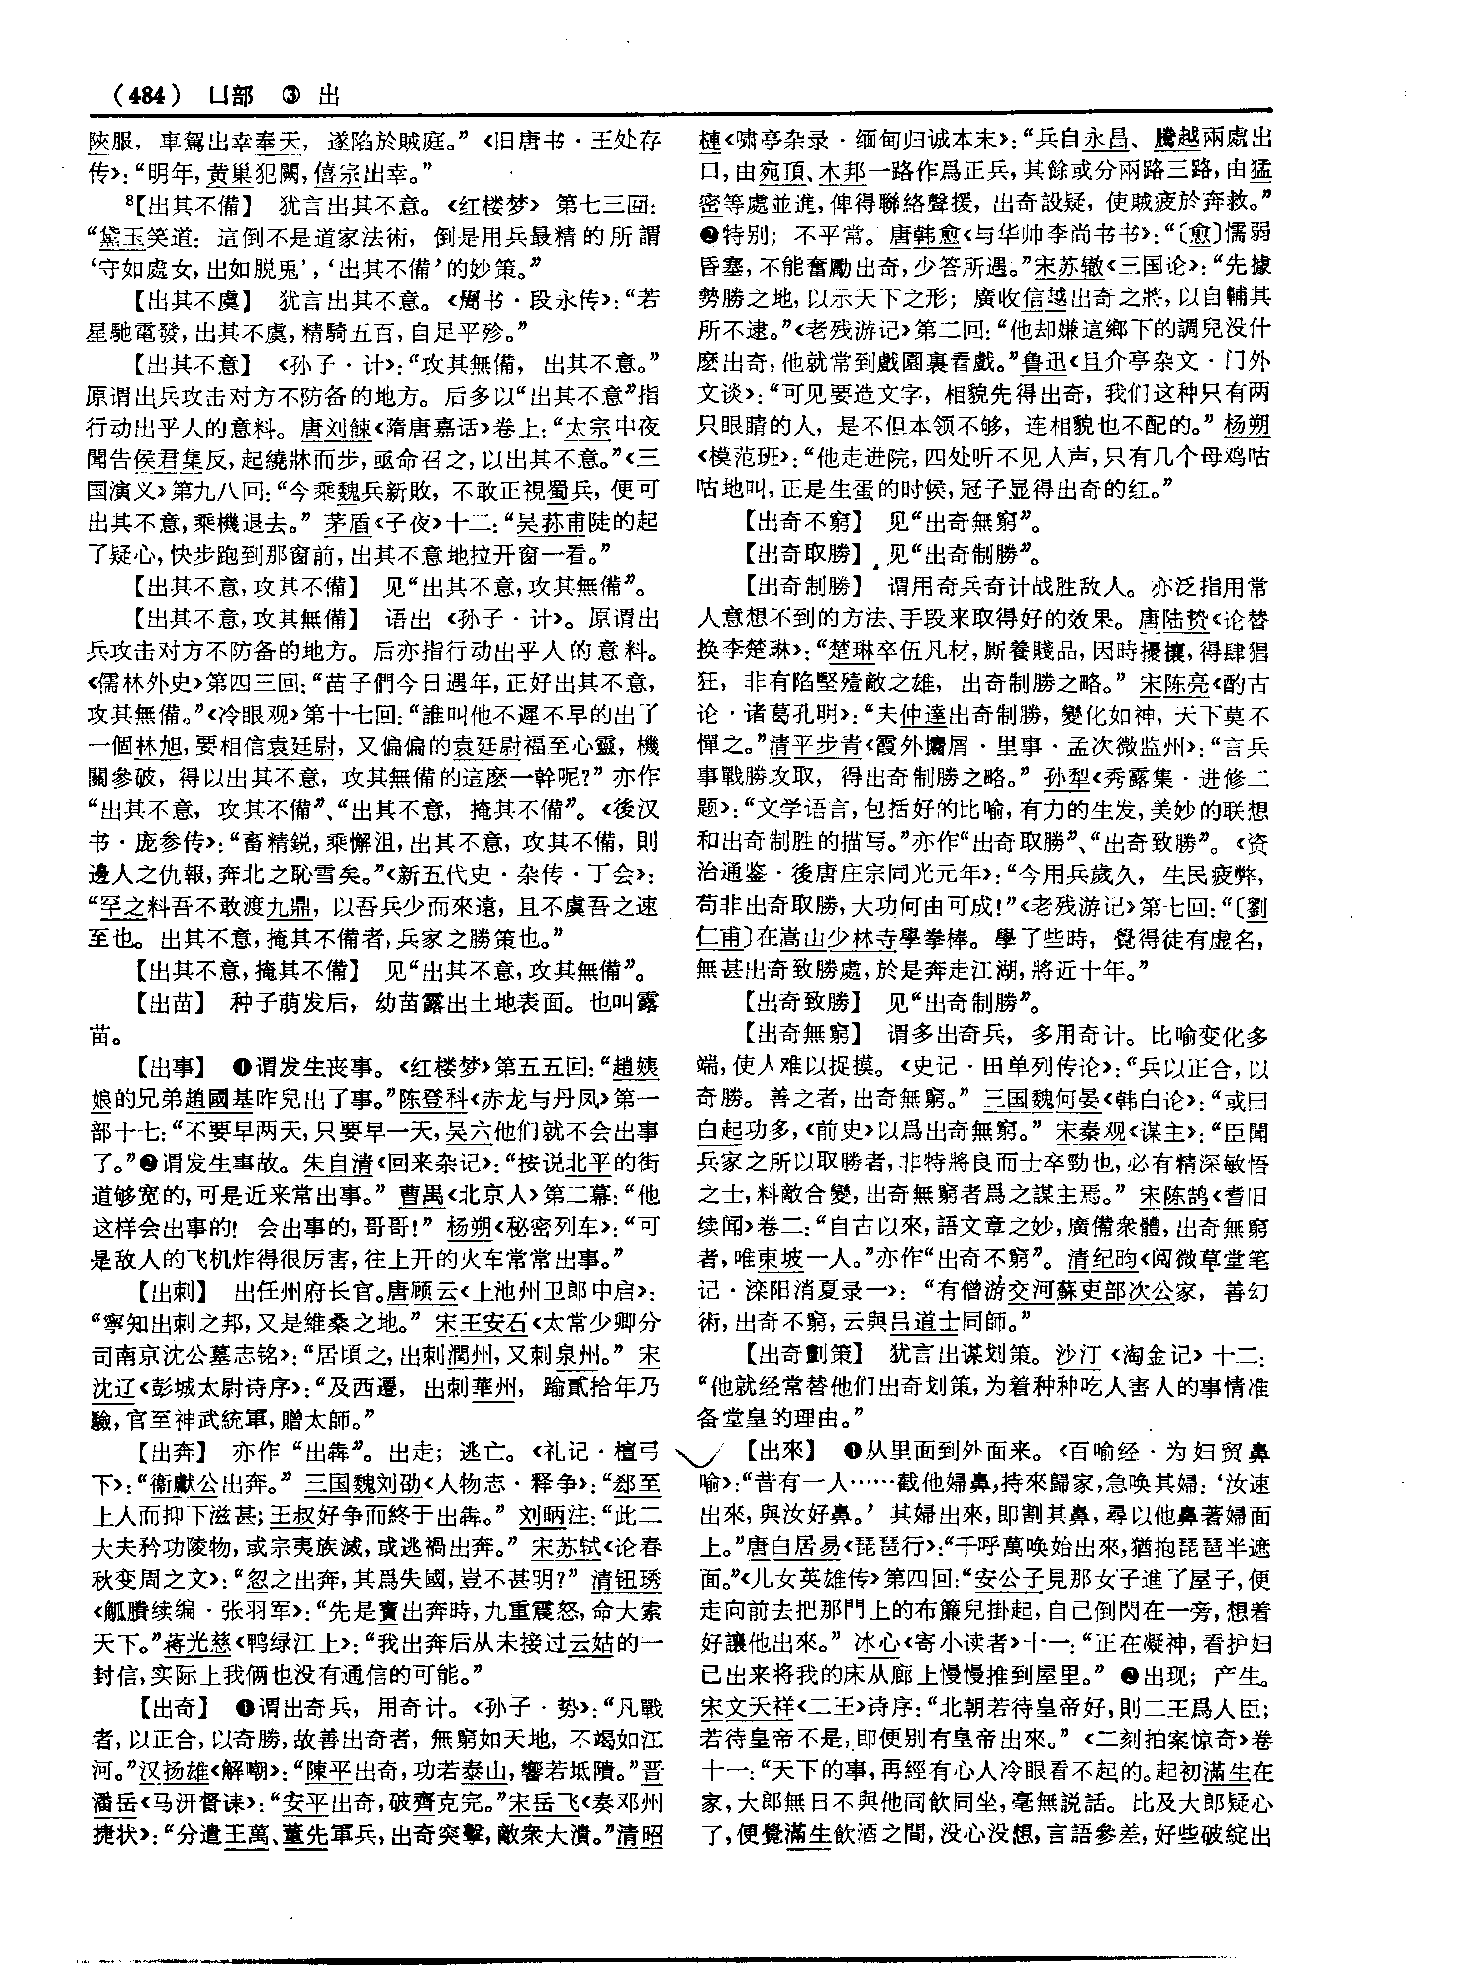 （484） 凵部 ③ 出
陝服，車駕出幸奉天，遂陷於賊庭。”《旧唐书·王处存
传》：“明年，黄巢犯闕，僖宗出幸。”
⁸【出其不備】 犹言出其不意。《红楼梦》第七三回：
“黛玉笑道：這倒不是道家法術，倒是用兵最精的所謂
‘守如處女，出如脱兎’，‘出其不備’的妙策。”
【出其不虞】 犹言出其不意。《周书·段永传》：“若
星馳電發，出其不虞，精騎五百，自足平殄。”
【出其不意】 《孙子·计》：“攻其無備，出其不意。”
原谓出兵攻击对方不防备的地方。后多以“出其不意”指
行动出乎人的意料。唐刘餗《隋唐嘉话》卷上：“太宗中夜
聞告侯君集反，起繞牀而步，亟命召之，以出其不意。”《三
国演义》第九八回：“今乘魏兵新敗，不敢正視蜀兵，便可
出其不意，乘機退去。” 茅盾《子夜》十二：“吴荪甫陡的起
了疑心，快步跑到那窗前，出其不意地拉开窗一看。”
【出其不意，攻其不備】 见“出其不意，攻其無備”。
【出其不意，攻其無備】 语出《孙子·计》。原谓出
兵攻击对方不防备的地方。后亦指行动出乎人的意料。
《儒林外史》第四三回：“苗子們今日過年，正好出其不意，
攻其無備。”《冷眼观》第十七回：“誰叫他不遲不早的出了
一個林旭，要相信袁廷尉，又偏偏的袁廷尉福至心靈，機
關參破，得以出其不意，攻其無備的這麽一幹呢？”亦作
“出其不意，攻其不備”、“出其不意，掩其不備”。《後汉
书·庞参传》：“畜精鋭，乘懈沮，出其不意，攻其不備，則
邊人之仇報，奔北之恥雪矣。”《新五代史·杂传·丁会》：
“罕之料吾不敢渡九鼎，以吾兵少而來遠，且不虞吾之速
至也。出其不意，掩其不備者，兵家之勝策也。”
【出其不意，掩其不備】 见“出其不意，攻其無備”。
【出苗】 种子萌发后，幼苗露出土地表面。也叫露
苗。
【出事】 ❶谓发生丧事。《红楼梦》第五五回：“趙姨
娘的兄弟趙國基昨兒出了事。”陈登科《赤龙与丹凤》第一
部十七：“不要早两天，只要早一天，吴六他们就不会出事
了。”❷谓发生事故。朱自清《回来杂记》：“按说北平的街
道够宽的，可是近来常出事。” 曹禺《北京人》第二幕：“他
这样会出事的！会出事的，哥哥！” 杨朔《秘密列车》：“可
是敌人的飞机炸得很厉害，往上开的火车常常出事。”
【出刺】 出任州府长官。唐顾云《上池州卫郎中启》：
“寧知出刺之邦，又是維桑之地。” 宋王安石《太常少卿分
司南京沈公墓志铭》：“居頃之，出刺潤州，又刺泉州。” 宋
沈辽《彭城太尉诗序》：“及西遷，出刺華州，踰貳拾年乃
驗，官至神武統軍，贈太師。”
【出奔】 亦作“出犇”。出走；逃亡。《礼记·檀弓
下》：“衞獻公出奔。” 三国魏刘劭《人物志·释争》：“郄至
上人而抑下滋甚；王叔好争而終于出犇。” 刘昞注：“此二
大夫矜功陵物，或宗夷族滅，或逃禍出奔。” 宋苏轼《论春
秋变周之文》：“忽之出奔，其爲失國，豈不甚明？” 清钮琇
《觚賸续编·张羽军》：“先是寶出奔時，九重震怒，命大索
天下。”蒋光慈《鸭绿江上》：“我出奔后从未接过云姑的一
封信，实际上我俩也没有通信的可能。”
【出奇】 ❶谓出奇兵，用奇计。《孙子·势》：“凡戰
者，以正合，以奇勝，故善出奇者，無窮如天地，不竭如江
河。”汉扬雄《解嘲》：“陳平出奇，功若泰山，響若坻隤。”晋
潘岳《马汧督诔》：“安平出奇，破齊克完。”宋岳飞《奏邓州
捷状》：“分遣王萬、董先軍兵，出奇突擊，敵衆大潰。”清昭
槤《啸亭杂录·缅甸归诚本末》：“兵自永昌、騰越兩處出
口，由宛頂、木邦一路作爲正兵，其餘或分兩路三路，由猛
密等處並進，俾得聯絡聲援，出奇設疑，使賊疲於奔救。”
❷特别；不平常。唐韩愈《与华帅李尚书书》：“〔愈〕懦弱
昏塞，不能奮勵出奇，少答所遇。”宋苏辙《三国论》：“先據
勢勝之地，以示天下之形；廣收信越出奇之將，以自輔其
所不逮。”《老残游记》第二回：“他却嫌這鄉下的調兒没什
麽出奇，他就常到戲園裏看戲。”鲁迅《且介亭杂文·门外
文谈》：“可见要造文字，相貌先得出奇，我们这种只有两
只眼睛的人，是不但本领不够，连相貌也不配的。” 杨朔
《模范班》：“他走进院，四处听不见人声，只有几个母鸡咕
咕地叫，正是生蛋的时候，冠子显得出奇的红。”
【出奇不窮】 见“出奇無窮”。
【出奇取勝】 见“出奇制勝”。
【出奇制勝】 谓用奇兵奇计战胜敌人。亦泛指用常
人意想不到的方法、手段来取得好的效果。唐陆贽《论替
换李楚琳》：“楚琳卒伍凡材，厮養賤品，因時擾攘，得肆猖
狂，非有陷堅殪敵之雄，出奇制勝之略。” 宋陈亮《酌古
论·诸葛孔明》：“夫仲達出奇制勝，變化如神，天下莫不
憚之。”清平步青《霞外攟屑·里事·孟次微监州》：“言兵
事戰勝攻取，得出奇制勝之略。” 孙犁《秀露集·进修二
题》：“文学语言，包括好的比喻，有力的生发，美妙的联想
和出奇制胜的描写。”亦作“出奇取勝”、“出奇致勝”。《资
治通鉴·後唐庄宗同光元年》：“今用兵歲久，生民疲弊，
苟非出奇取勝，大功何由可成！”《老残游记》第七回：“〔劉
仁甫〕在嵩山少林寺學拳棒。學了些時，覺得徒有虚名，
無甚出奇致勝處，於是奔走江湖，將近十年。”
【出奇致勝】 见“出奇制勝”。
【出奇無窮】 谓多出奇兵，多用奇计。比喻变化多
端，使人难以捉摸。《史记·田单列传论》：“兵以正合，以
奇勝。善之者，出奇無窮。” 三国魏何晏《韩白论》：“或曰
白起功多，《前史》以爲出奇無窮。” 宋秦观《谋主》：“臣聞
兵家之所以取勝者，非特將良而士卒勁也，必有精深敏悟
之士，料敵合變，出奇無窮者爲之謀主焉。” 宋陈鹄《耆旧
续闻》卷二：“自古以來，語文章之妙，廣備衆體，出奇無窮
者，唯東坡一人。”亦作“出奇不窮”。清纪昀《阅微草堂笔
记·滦阳消夏录一》：“有僧游交河蘇吏部次公家，善幻
術，出奇不窮，云與吕道士同師。”
【出奇劃策】 犹言出谋划策。沙汀《淘金记》十二：
“他就经常替他们出奇划策，为着种种吃人害人的事情准
备堂皇的理由。”
【出來】 ❶从里面到外面来。《百喻经·为妇贸鼻
喻》：“昔有一人……截他婦鼻，持來歸家，急唤其婦：‘汝速
出來，與汝好鼻。’其婦出來，即割其鼻，尋以他鼻著婦面
上。”唐白居易《琵琶行》：“千呼萬唤始出來，猶抱琵琶半遮
面。”《儿女英雄传》第四回：“安公子見那女子進了屋子，便
走向前去把那門上的布簾兒掛起，自己倒閃在一旁，想着
好讓他出來。” 冰心《寄小读者》十一：“正在凝神，看护妇
已出来将我的床从廊上慢慢推到屋里。” ❷出现；产生。
宋文天祥《二王》诗序：“北朝若待皇帝好，則二王爲人臣；
若待皇帝不是，即便别有皇帝出來。” 《二刻拍案惊奇》卷
十一：“天下的事，再經有心人冷眼看不起的。起初滿生在
家，大郎無日不與他同飲同坐，毫無説話。比及大郎疑心
了，便覺滿生飲酒之間，没心没想，言語參差，好些破綻出